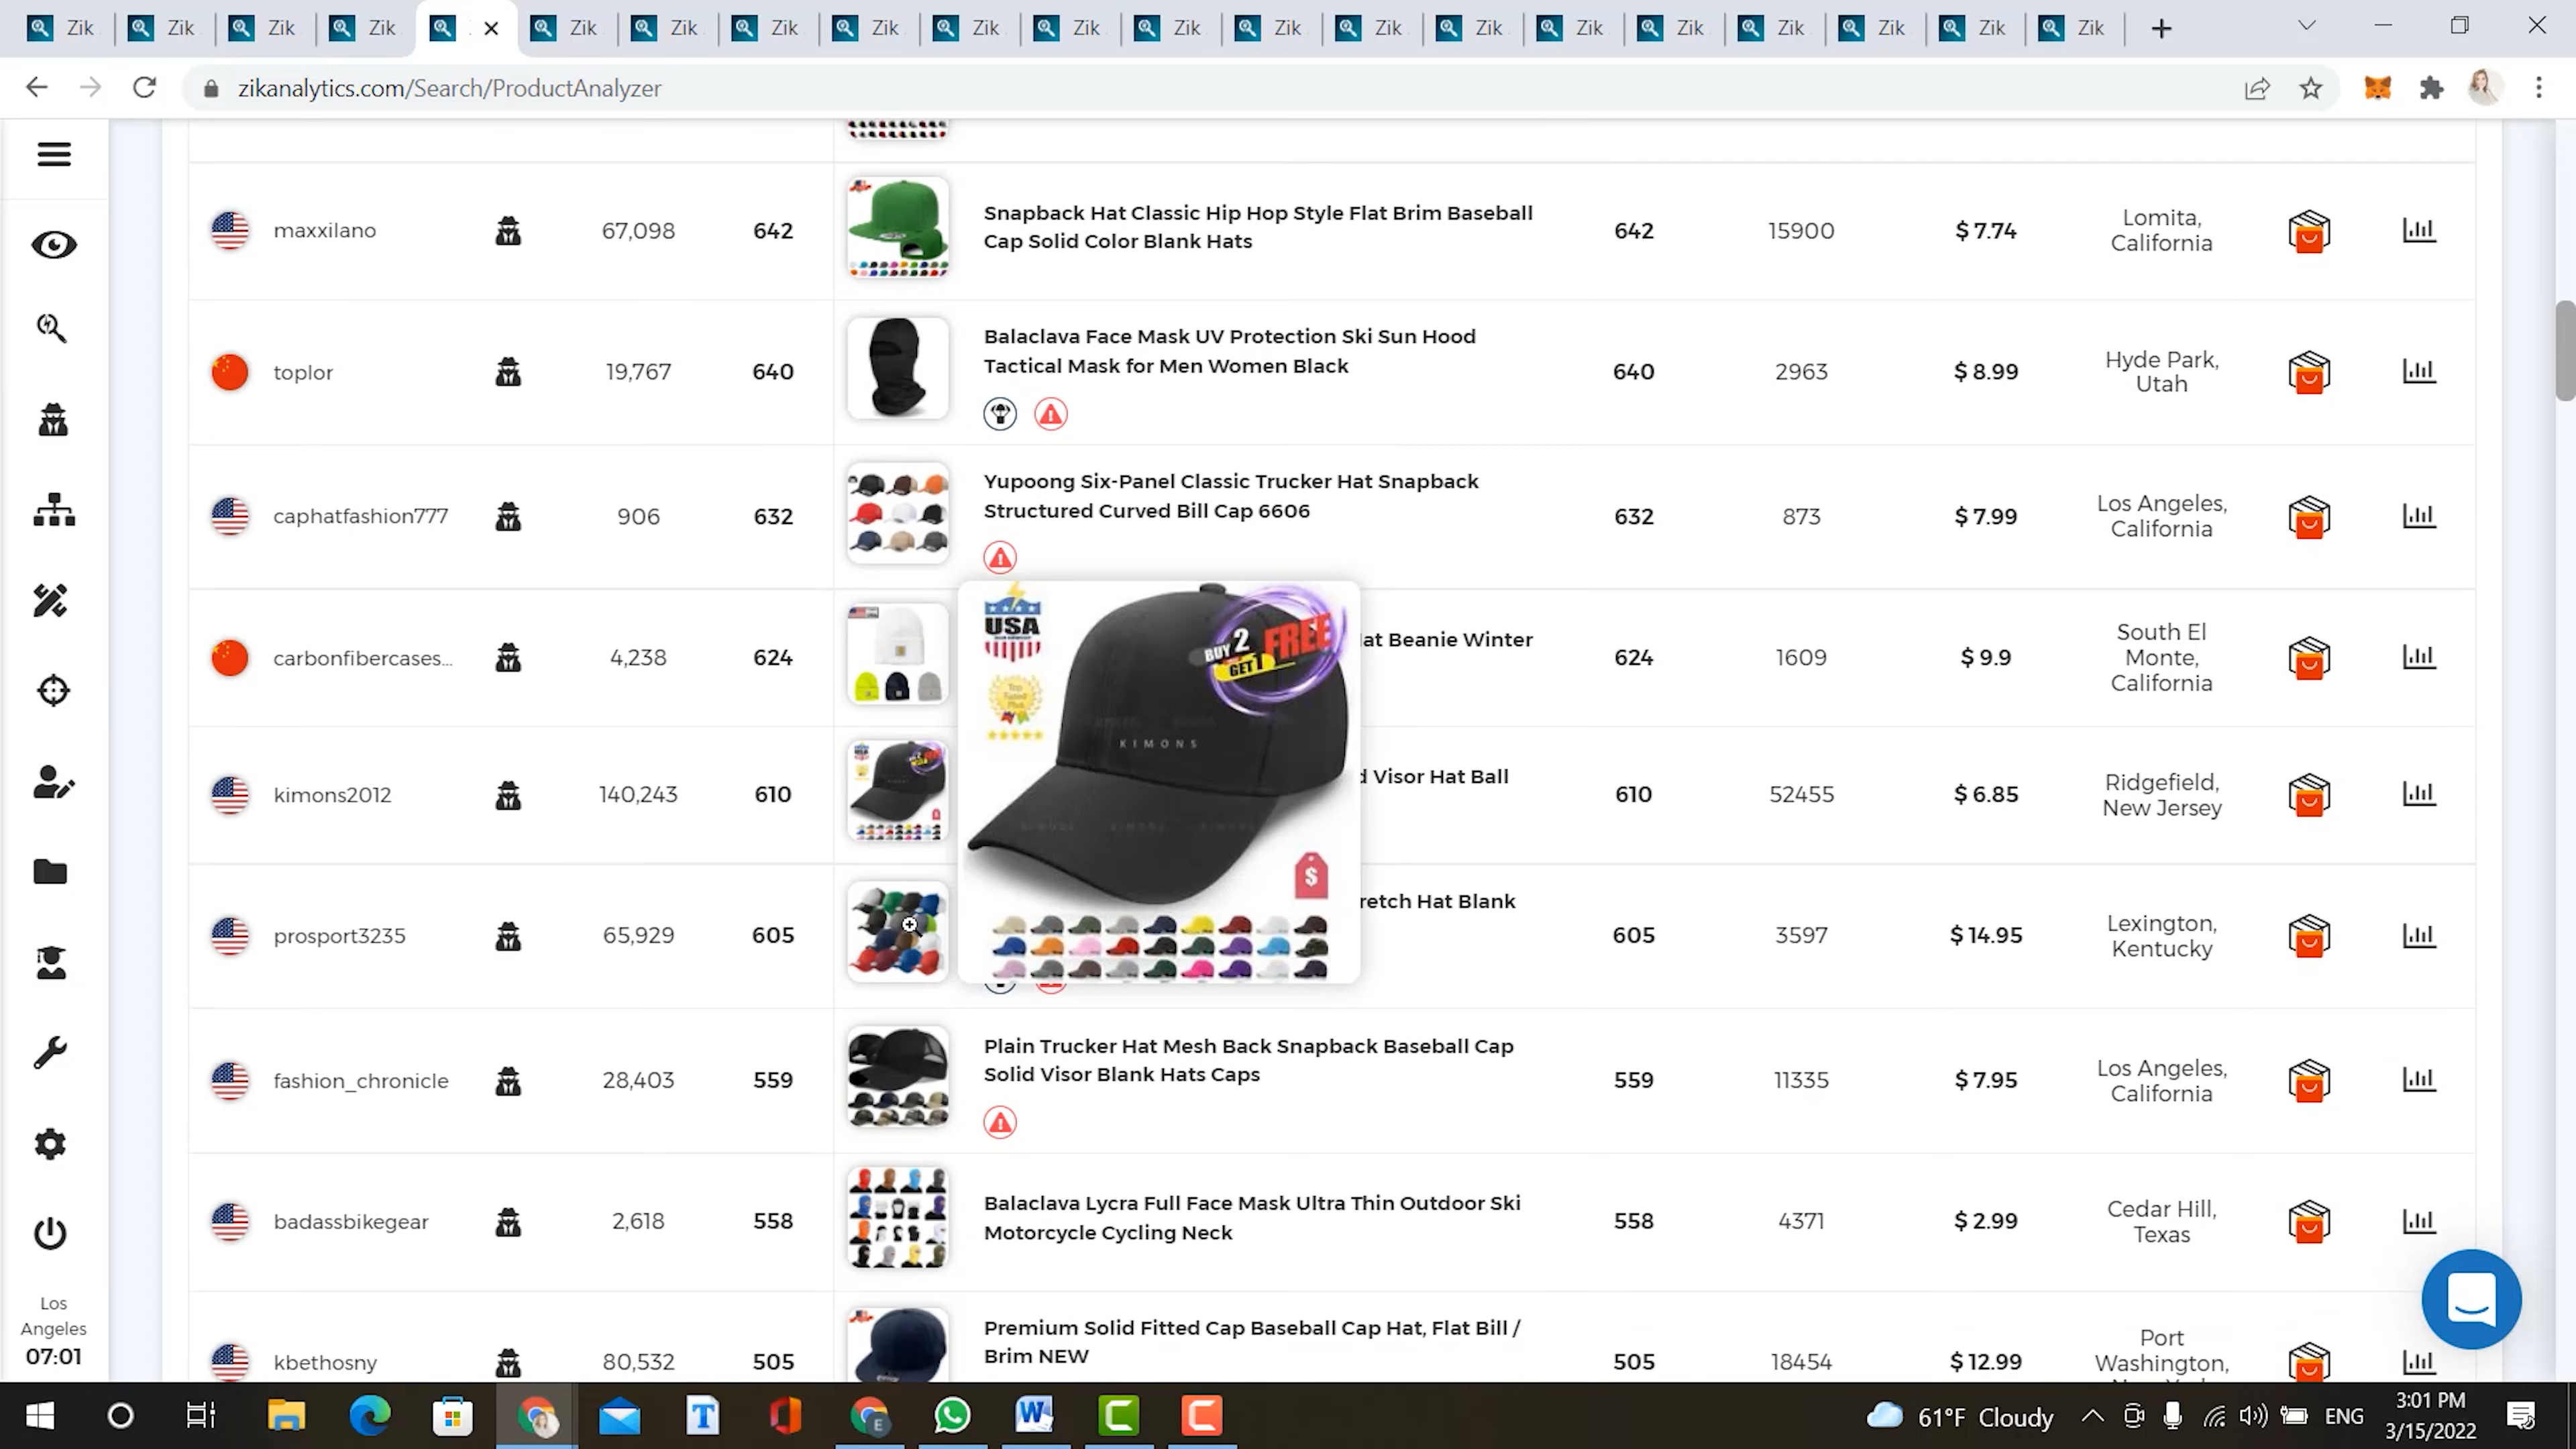 Zik Zik Zik Zik Zik Zik Zik Zik Zik Zik Zik Zik Zik Zik Zik Zik Zik Zik Zik Zik
zikanalytics.com/Search/ProductAnalyzer
maxxilano 67,098 642 Snapback Hat Classic Hip Hop Style Flat Brim Baseball 642 15900 $ 7.74 Lomita,
Cap Solid Color Blank Hats California
toplor 19,767 640 Balaclava Face Mask UV Protection Ski Sun Hood 640 2963 $ 8.99 Hyde Park,
Tactical Mask for Men Women Black Utah
caphatfashion777 906 632 Yupoong Six-Panel Classic Trucker Hat Snapback 632 873 $ 7.99 Los Angeles,
Structured Curved Bill Cap 6606 California
carbonfibercases... 4,238 624 at Beanie Winter 624 1609 $ 9.9 South El
Monte,
California
USA
BUY 2 GET 1 FREE
Top Rated Plus
KIMONS
$
kimons2012 140,243 610 d Visor Hat Ball 610 52455 $ 6.85 Ridgefield,
New Jersey
prosport3235 65,929 605 retch Hat Blank 605 3597 $ 14.95 Lexington,
Kentucky
fashion_chronicle 28,403 559 Plain Trucker Hat Mesh Back Snapback Baseball Cap 559 11335 $ 7.95 Los Angeles,
Solid Visor Blank Hats Caps California
badassbikegear 2,618 558 Balaclava Lycra Full Face Mask Ultra Thin Outdoor Ski 558 4371 $ 2.99 Cedar Hill,
Motorcycle Cycling Neck Texas
kbethosny 80,532 505 Premium Solid Fitted Cap Baseball Cap Hat, Flat Bill / 505 18454 $ 12.99 Port
Brim NEW Washington,
Los
Angeles
07:01
61°F Cloudy ENG 3:01 PM
3/15/2022